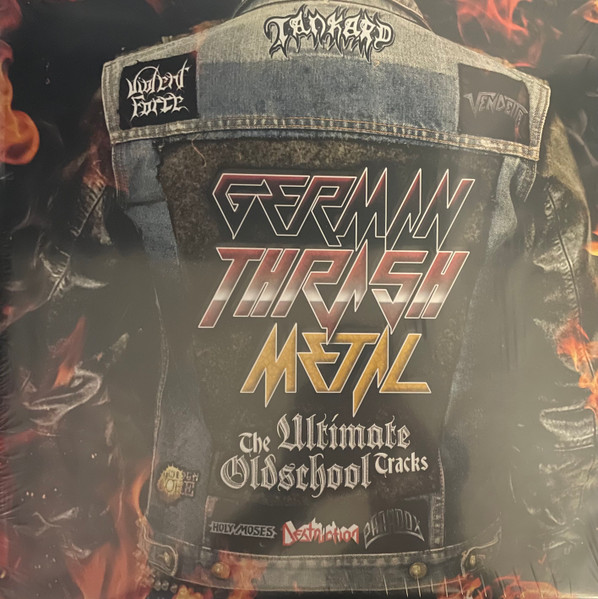 Tankard
Violent
Force
Vendetta
GERMAN
THRASH
METAL
The Ultimate
Oldschool Tracks
HOLY MOSES
Destruction
PARADOX